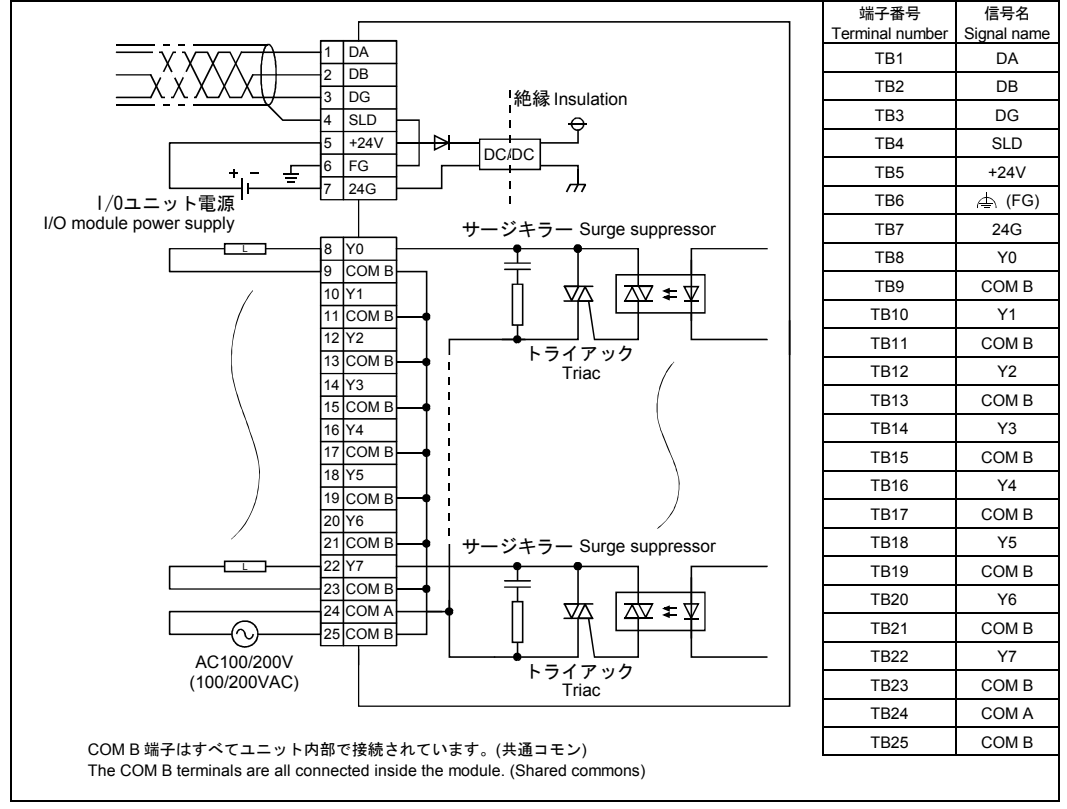 1 DA
2 DB
3 DG
4 SLD
5 +24V
6 FG
7 24G
絶縁 Insulation
DC/DC
+ -
I/0ユニット電源
I/O module power supply
サージキラー Surge suppressor
L
8 Y0
9 COM B
10 Y1
11 COM B
12 Y2
13 COM B
14 Y3
15 COM B
16 Y4
17 COM B
18 Y5
19 COM B
20 Y6
21 COM B
22 Y7
23 COM B
24 COM A
25 COM B
トライアック
Triac
サージキラー Surge suppressor
L
トライアック
Triac
AC100/200V
(100/200VAC)
COM B 端子はすべてユニット内部で接続されています。(共通コモン)
The COM B terminals are all connected inside the module. (Shared commons)
端子番号 信号名
Terminal number Signal name
TB1 DA
TB2 DB
TB3 DG
TB4 SLD
TB5 +24V
TB6 (FG)
TB7 24G
TB8 Y0
TB9 COM B
TB10 Y1
TB11 COM B
TB12 Y2
TB13 COM B
TB14 Y3
TB15 COM B
TB16 Y4
TB17 COM B
TB18 Y5
TB19 COM B
TB20 Y6
TB21 COM B
TB22 Y7
TB23 COM B
TB24 COM A
TB25 COM B